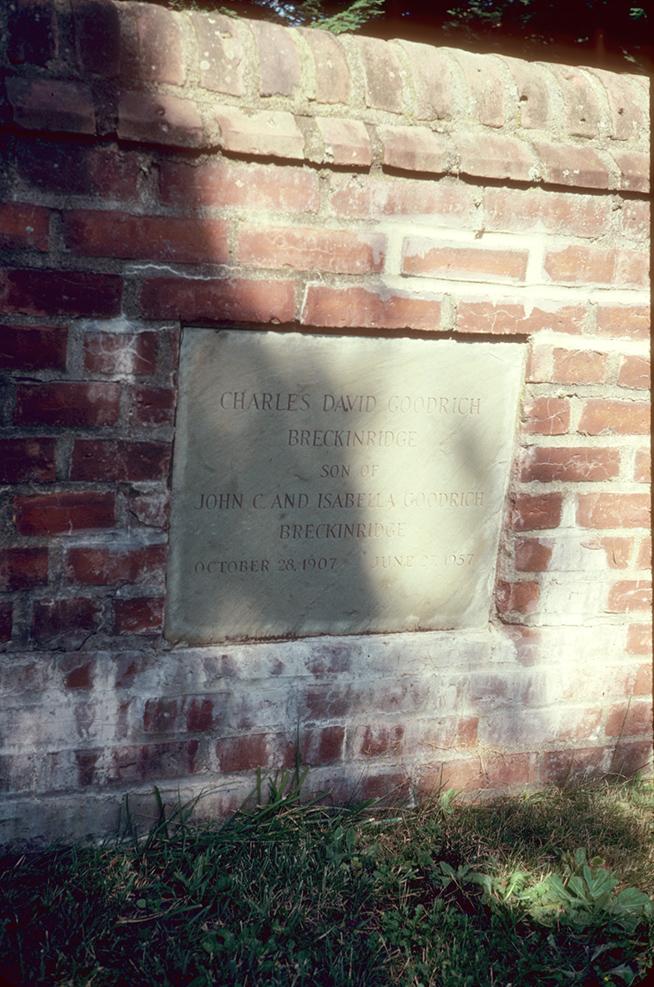 CHARLES DAVID GOODRICH
BRECKINRIDGE
SON OF
JOHN C. AND ISABELLA GOODRICH
BRECKINRIDGE
OCTOBER 28, 1907 JUNE 27, 1957